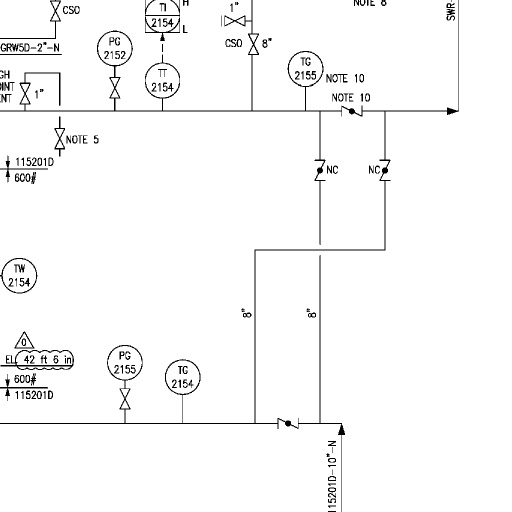 NOTE 8
H
TI
2154
L
CSO
1"
SWR-
GRW5D-2"-N
PG
2152
CSO
8"
TG
2155
NOTE 10
TT
2154
NOTE 10
GH
OINT
ENT
1"
NOTE 5
115201D
600#
NC
NC
TW
2154
8"
8"
0
EL
42 ft 6 in
PG
2155
TG
2154
600#
115201D
115201D-10"-N